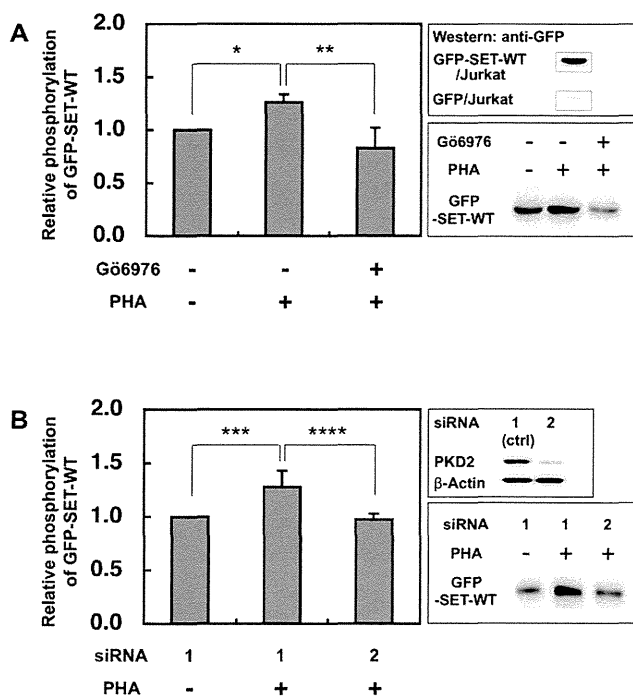 A
Relative phosphorylation
of GFP-SET-WT
2.0
1.5
1.0
0.5
0.0
* **
Gö6976 - - +
PHA - + +
Western: anti-GFP
GFP-SET-WT
/Jurkat
GFP/Jurkat
Gö6976 - - +
PHA - + +
GFP
-SET-WT
B
Relative phosphorylation
of GFP-SET-WT
2.0
1.5
1.0
0.5
0.0
*** ****
siRNA 1 1 2
PHA - + +
siRNA 1 2
(ctrl)
PKD2
β-Actin
siRNA 1 1 2
PHA - + +
GFP
-SET-WT